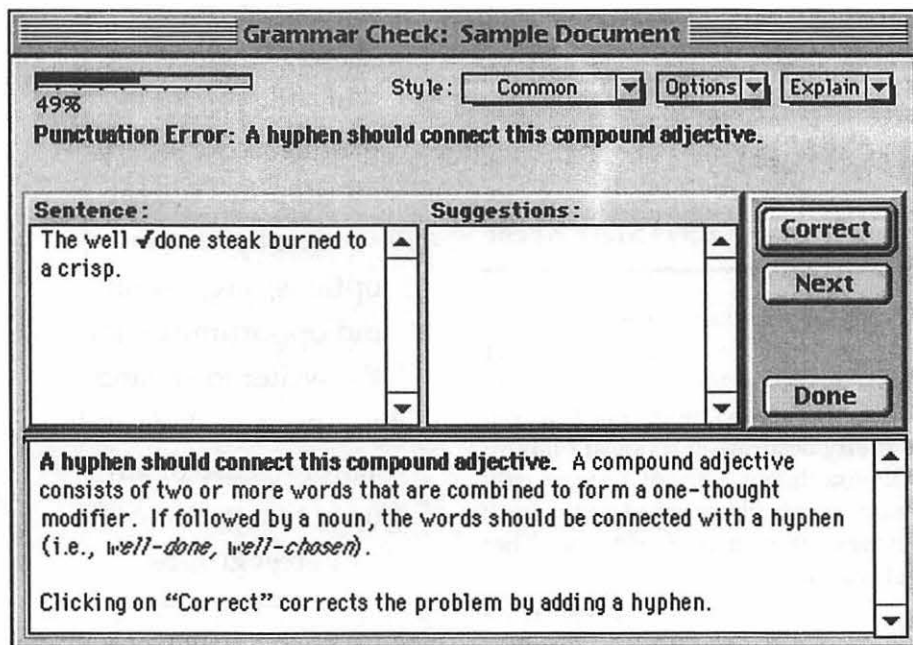 Grammar Check: Sample Document
Style: Common Options Explain
49%
Punctuation Error: A hyphen should connect this compound adjective.
Sentence: Suggestions:
The well ✓done steak burned to
a crisp.
Correct
Next
Done
A hyphen should connect this compound adjective. A compound adjective
consists of two or more words that are combined to form a one-thought
modifier. If followed by a noun, the words should be connected with a hyphen
(i.e., well-done, well-chosen).
Clicking on “Correct” corrects the problem by adding a hyphen.